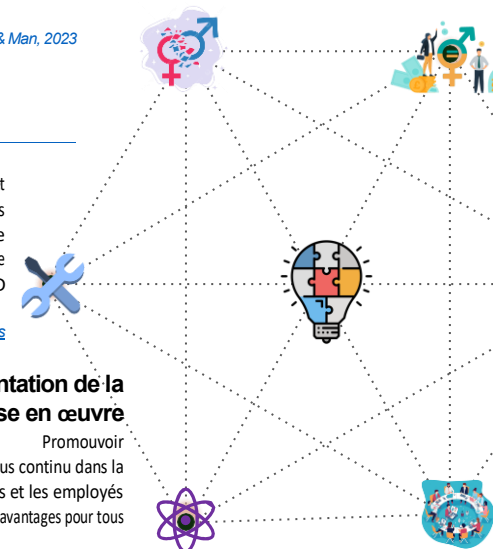 & Man, 2023
t
s
e
e
D
s
ntation de la
se en œuvre
Promouvoir
us continu dans la
s et les employés
avantages pour tous